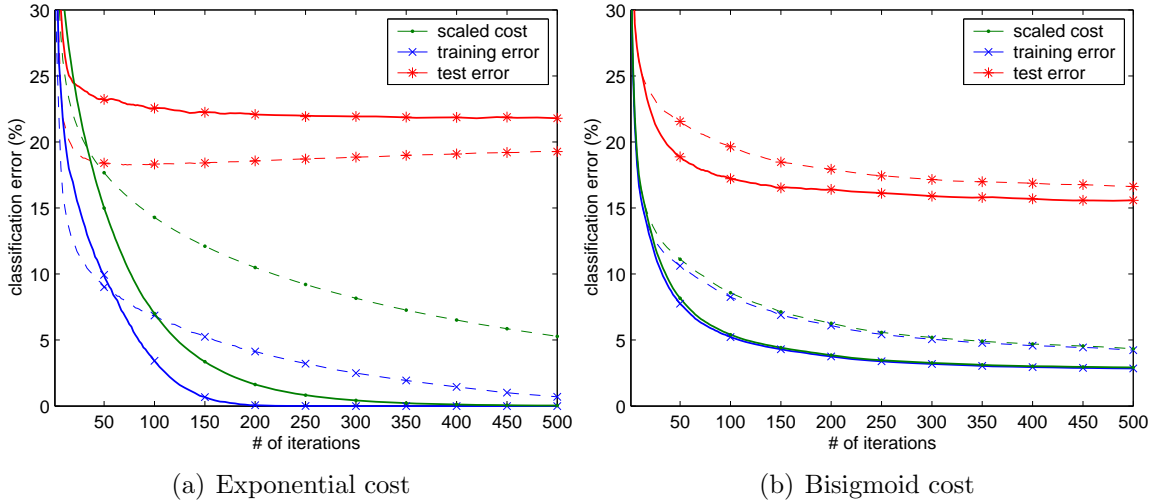 classification error (%)
30
25
20
15
10
5
0
scaled cost
training error
test error
50 100 150 200 250 300 350 400 450 500
# of iterations
(a) Exponential cost
classification error (%)
30
25
20
15
10
5
0
scaled cost
training error
test error
50 100 150 200 250 300 350 400 450 500
# of iterations
(b) Bisigmoid cost